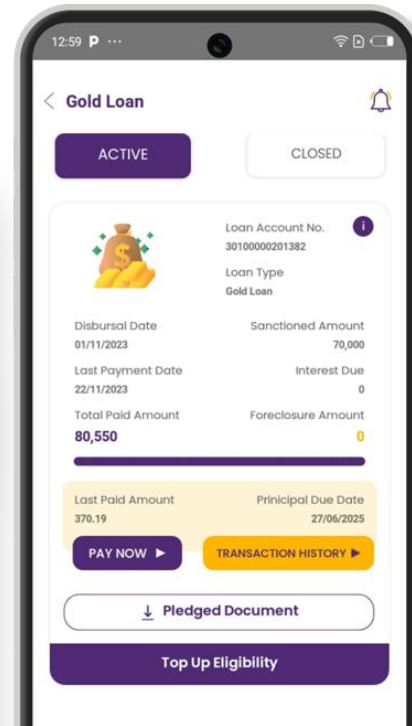 12:59 P ...
< Gold Loan
ACTIVE
CLOSED
Loan Account No. i
30100000201382
Loan Type
Gold Loan
Disbursal Date Sanctioned Amount
01/11/2023 70,000
Last Payment Date Interest Due
22/11/2023 0
Total Paid Amount Foreclosure Amount
80,550 0
Last Paid Amount Prinicipal Due Date
370.19 27/06/2025
PAY NOW ▶ TRANSACTION HISTORY ▶
Pledged Document
Top Up Eligibility